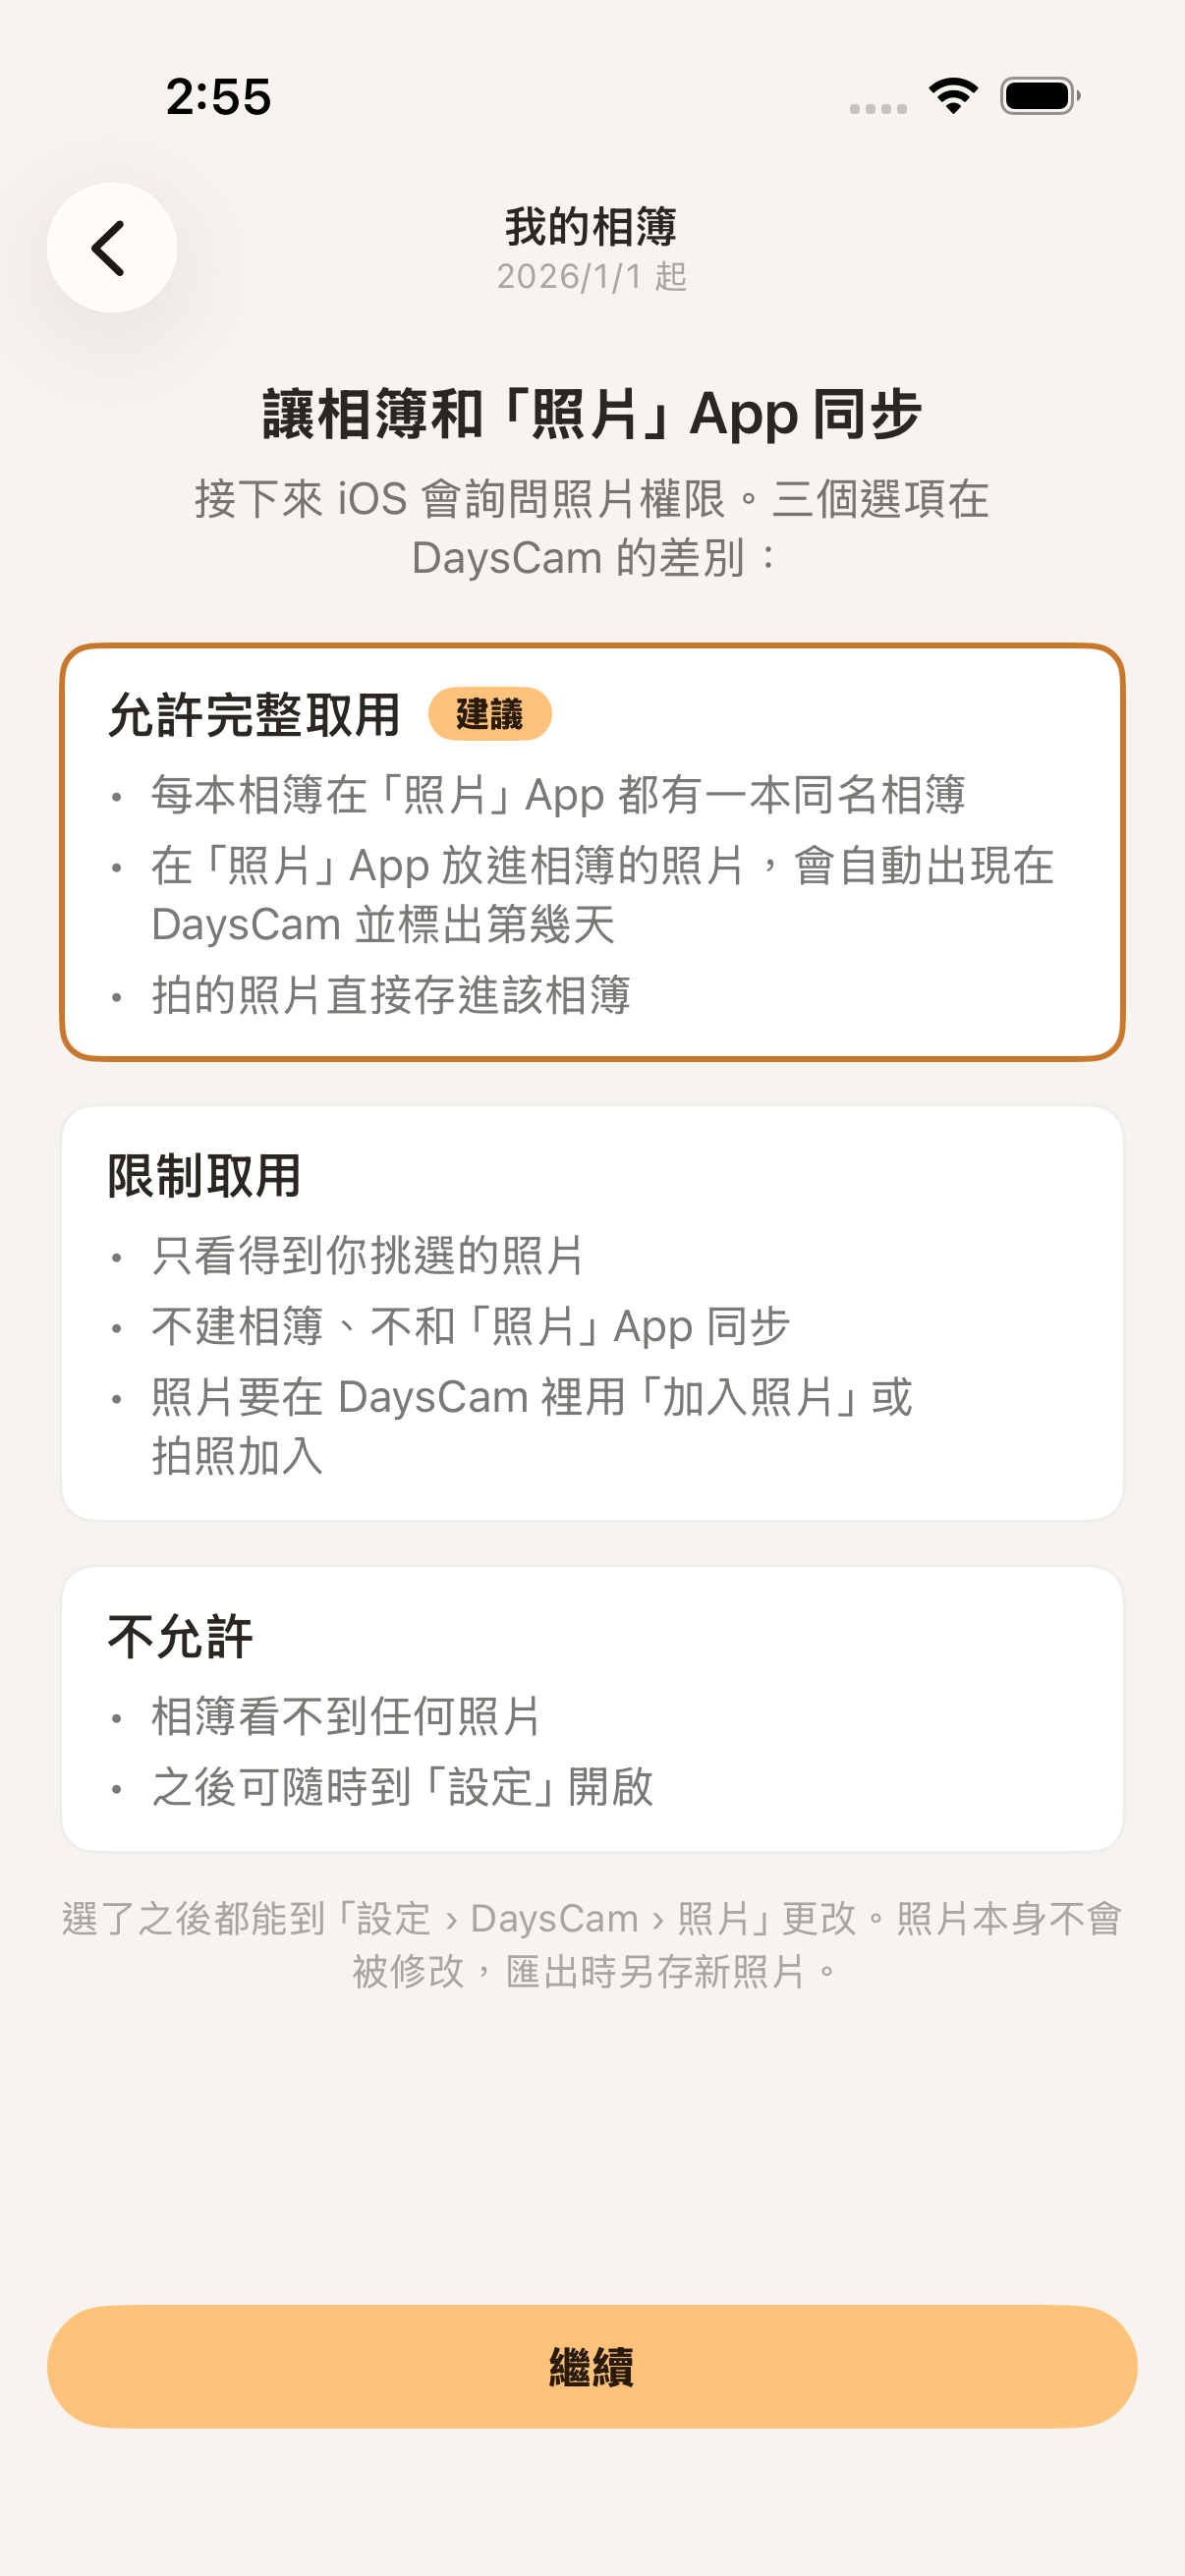 2:55
我的相簿
2026/1/1 起
讓相簿和「照片」App 同步
接下來 iOS 會詢問照片權限。三個選項在
DaysCam 的差別：
允許完整取用 建議
• 每本相簿在「照片」App 都有一本同名相簿
• 在「照片」App 放進相簿的照片，會自動出現在
DaysCam 並標出第幾天
• 拍的照片直接存進該相簿
限制取用
• 只看得到你挑選的照片
• 不建相簿、不和「照片」App 同步
• 照片要在 DaysCam 裡用「加入照片」或
拍照加入
不允許
• 相簿看不到任何照片
• 之後可隨時到「設定」開啟
選了之後都能到「設定 › DaysCam › 照片」更改。照片本身不會
被修改，匯出時另存新照片。
繼續